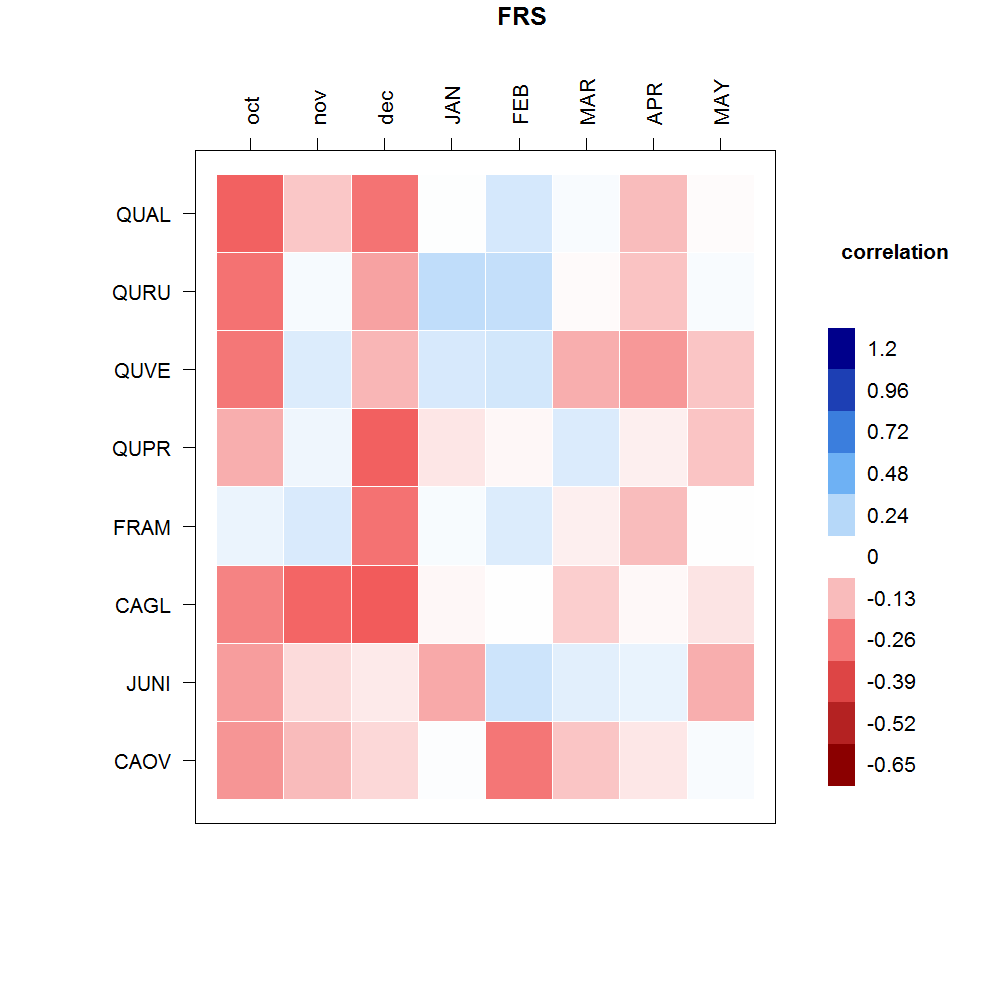 FRS
oct nov dec JAN FEB MAR APR MAY
QUAL
QURU
QUVE
QUPR
FRAM
CAGL
JUNI
CAOV
correlation
1.2
0.96
0.72
0.48
0.24
0
-0.13
-0.26
-0.39
-0.52
-0.65